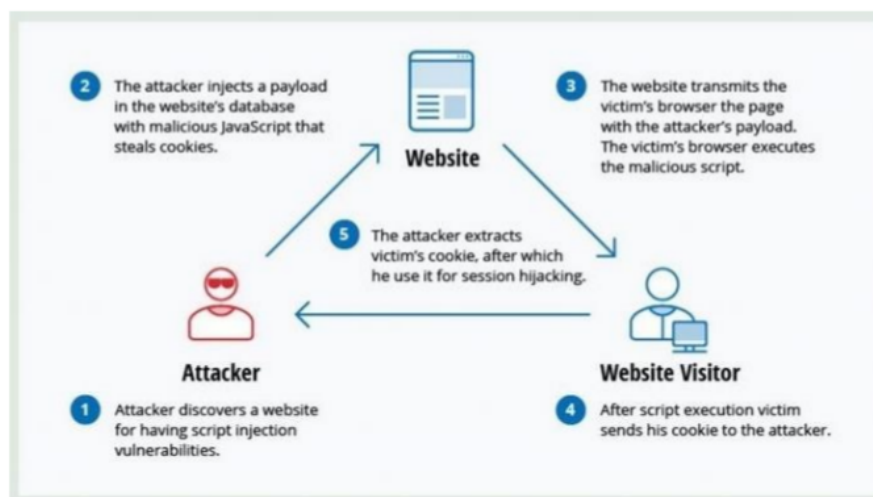 2
The attacker injects a payload
in the website's database
with malicious JavaScript that
steals cookies.
Website
3
The website transmits the
victim's browser the page
with the attacker's payload.
The victim's browser executes
the malicious script.
5
The attacker extracts
victim's cookie, after which
he use it for session hijacking.
Attacker
1
Attacker discovers a website
for having script injection
vulnerabilities.
Website Visitor
4
After script execution victim
sends his cookie to the attacker.